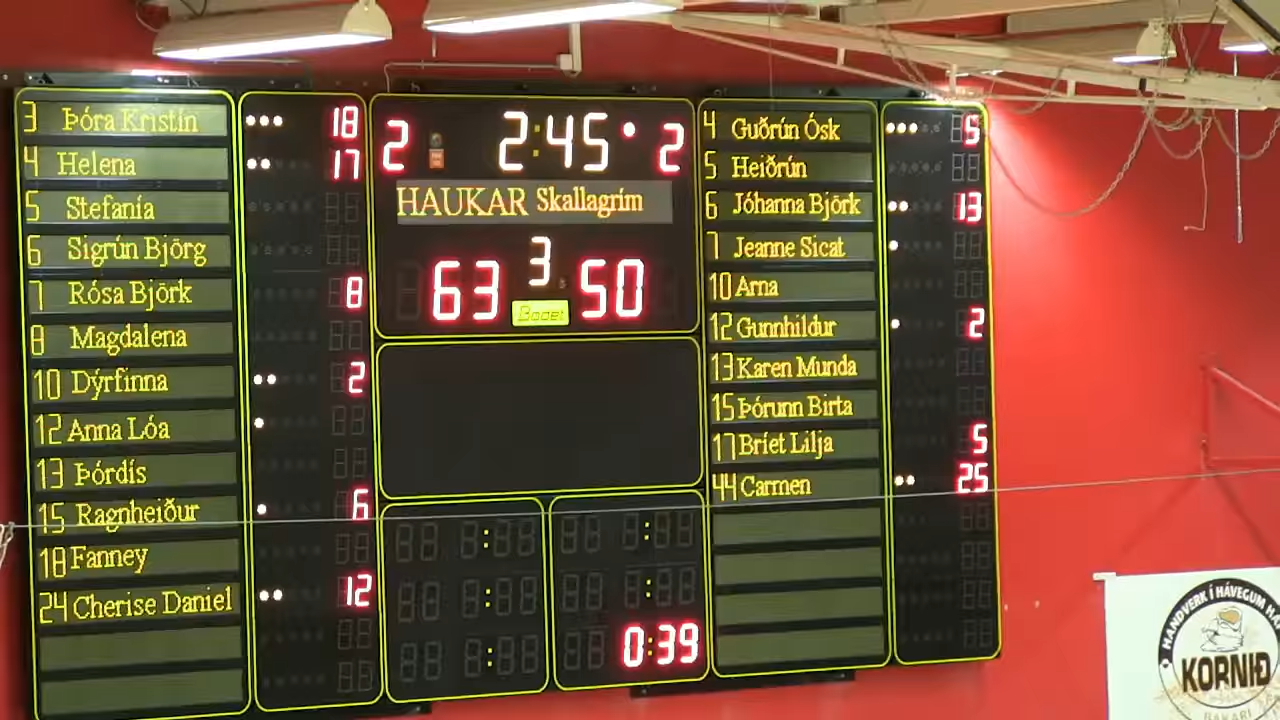 3 Þóra Kristín 18
4 Helena 17
5 Stefanía
6 Sigrún Björg
7 Rósa Björk 8
8 Magdalena
10 Dýrfinna 2
12 Anna Lóa
13 Þórdís
15 Ragnheiður 6
18 Fanney
24 Cherise Daniel 12
2 2:45 2
HAUKAR Skallagrím
3
63 50
Bodet
0:39
4 Guðrún Ósk 5
5 Heiðrún
6 Jóhanna Björk 13
7 Jeanne Sicat
10 Arna
12 Gunnhildur 2
13 Karen Munda
15 Þórunn Birta
17 Bríet Lilja 5
44 Carmen 25
HANDVERK Í HÁVEGUM
KORNIÐ
BAKARÍ